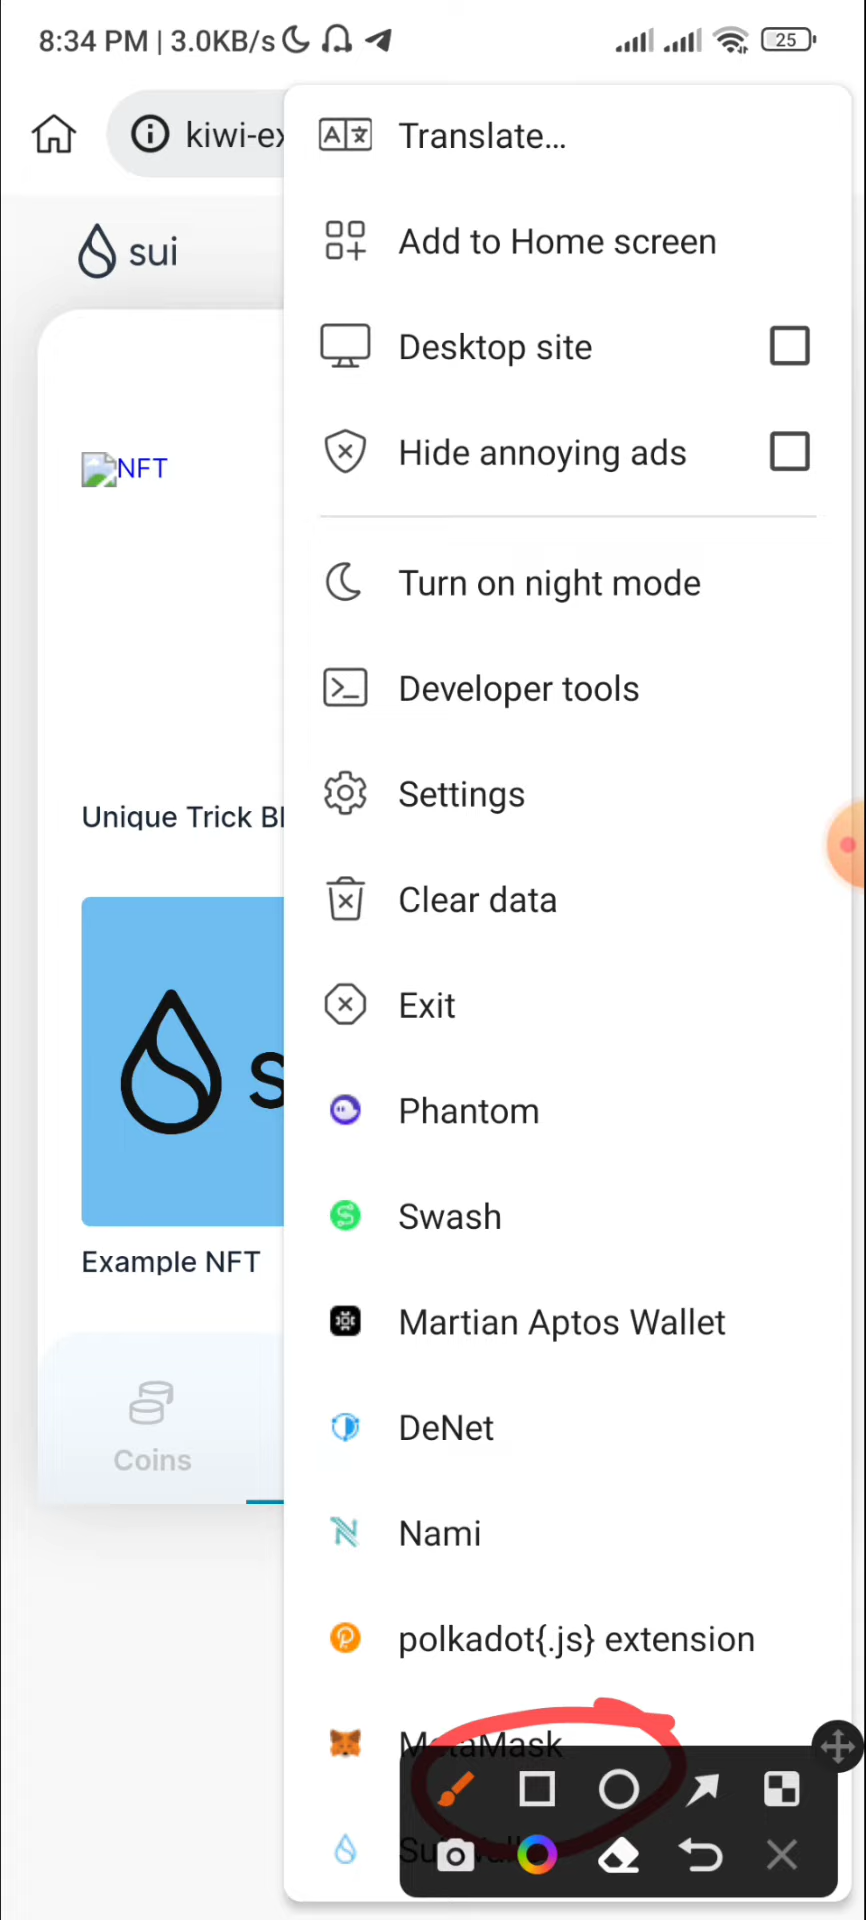 8:34 PM | 3.0KB/s
25
kiwi-ex
Translate...
Add to Home screen
sui
Desktop site
Hide annoying ads
NFT
Turn on night mode
Developer tools
Settings
Unique Trick Bl
Clear data
Exit
s
Phantom
Swash
Example NFT
Martian Aptos Wallet
DeNet
Coins
Nami
polkadot{.js} extension
MetaMask